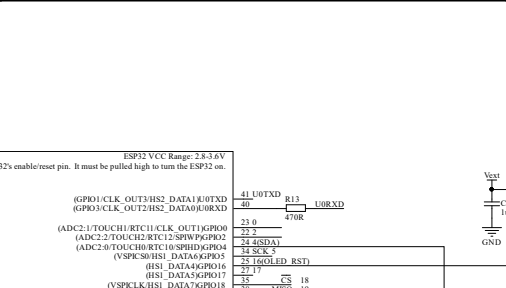 ESP32 VCC Range: 2.8-3.6V
32's enable/reset pin. It must be pulled high to turn the ESP32 on.
Vext
(GPIO1/CLK_OUT3/HS2_DATA1)U0TXD 41 U0TXD
R13
(GPIO3/CLK_OUT2/HS2_DATA0)U0RXD 40 U0RXD
470R
(ADC2:1/TOUCH1/RTC11/CLK_OUT1)GPIO0 23 0
(ADC2:2/TOUCH2/RTC12/SPIWP)GPIO2 22 2
(ADC2:0/TOUCH0/RTC10/SPIHD)GPIO4 24 4(SDA)
GND
(VSPICS0/HS1_DATA6)GPIO5 34 SCK 5
(HS1_DATA4)GPIO16 25 16(OLED_RST)
(HS1_DATA5)GPIO17 27 17
(VSPICLK/HS1_DATA7)GPIO18 35 CS 18